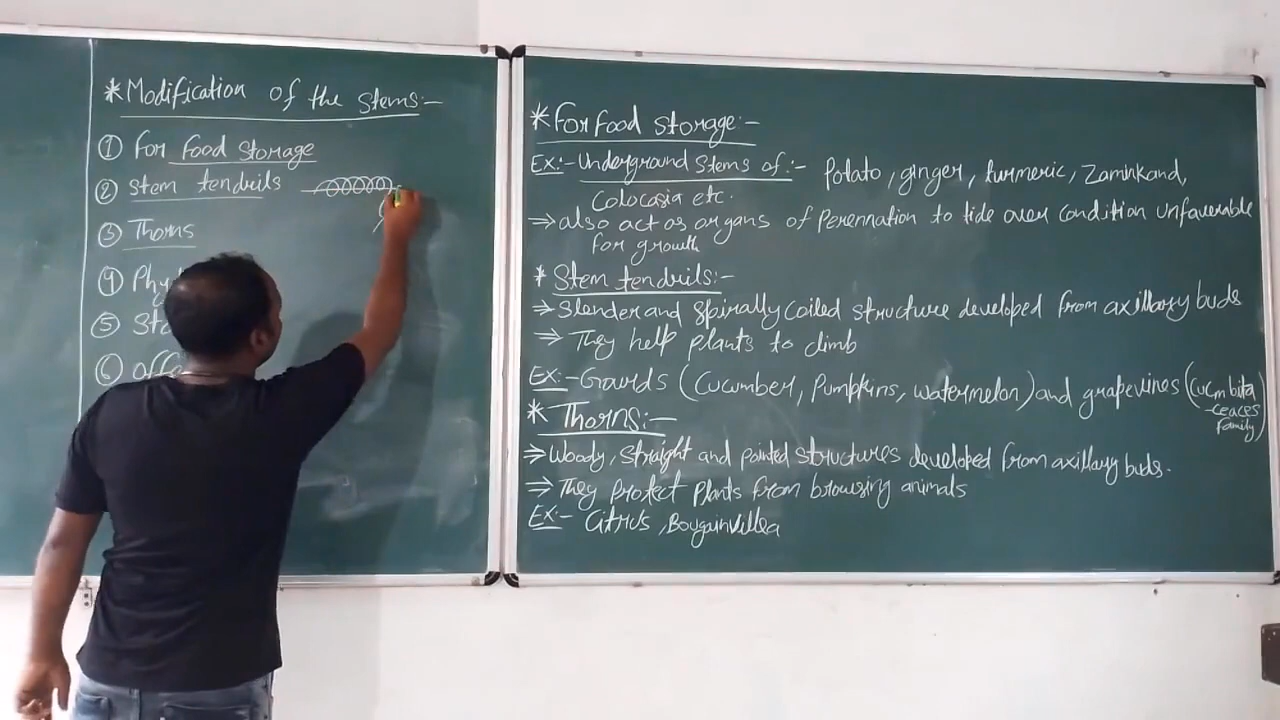 *Modification of the Stems:-
① For Food Storage
② Stem tendrils
③ Thorns
④ Phy
⑤ Sto
⑥ offs
*For Food Storage:-
Ex:- Underground Stems of:- Potato, ginger, turmeric, Zaminkand,
Colocasia etc.
⇒ also act as organs of Perennation to tide over condition unfaverable
for growth
* Stem tendrils:-
⇒ Slender and Spirally coiled structure developed from axillary buds
⇒ They help plants to climb
Ex:- Gourds (Cucumber, Pumpkins, watermelon) and grapevines (Cucmbita
-ceaces
family)
* Thorns:-
⇒ Woody, Straight and pointed structures developed from axillary buds.
⇒ They protect plants from browsing animals
Ex:- Citrus, Bougainvillea